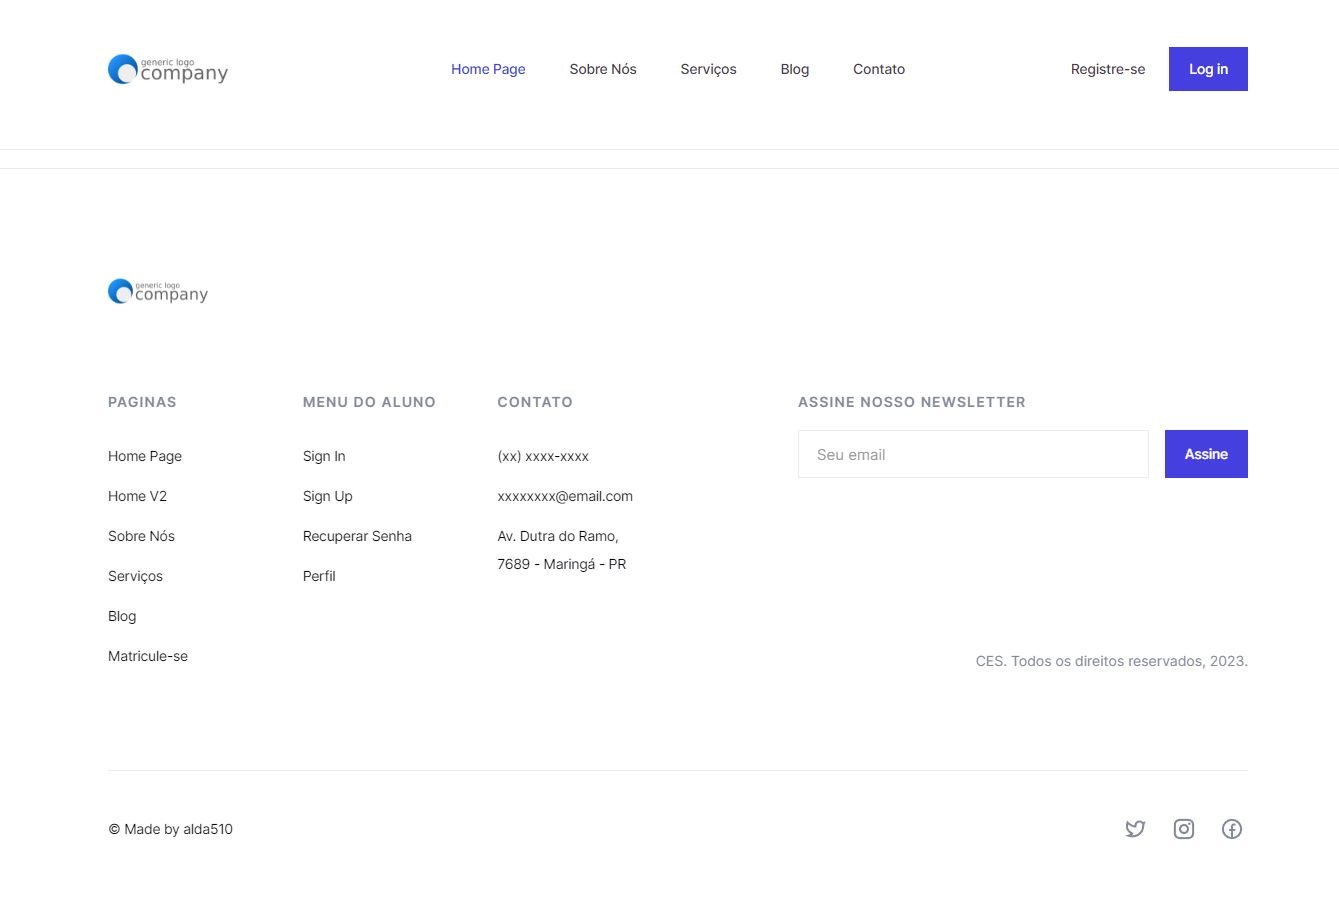 generic logo
company
Home Page
Sobre Nós
Serviços
Blog
Contato
Registre-se
Log in
generic logo
company
PAGINAS
Home Page
Home V2
Sobre Nós
Serviços
Blog
Matricule-se
MENU DO ALUNO
Sign In
Sign Up
Recuperar Senha
Perfil
CONTATO
(xx) xxxx-xxxx
xxxxxxxx@email.com
Av. Dutra do Ramo,
7689 - Maringá - PR
ASSINE NOSSO NEWSLETTER
Seu email
Assine
CES. Todos os direitos reservados, 2023.
© Made by alda510